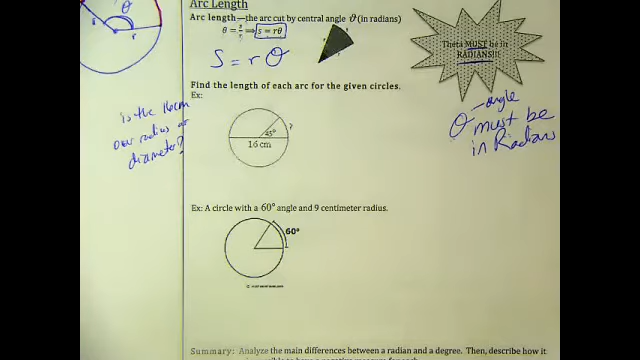 Arc Length
Arc length—the arc cut by central angle θ (in radians)
θ = s/r ⟹ s = rθ
S = r θ
Theta MUST be in
RADIANS!!!
θ
r
r
Find the length of each arc for the given circles.
Ex:
45°
?
16 cm
is the 16cm
our radius or
diameter?
θ - angle
must be
in Radians
Ex: A circle with a 60° angle and 9 centimeter radius.
60°
Summary: Analyze the main differences between a radian and a degree. Then, describe how it